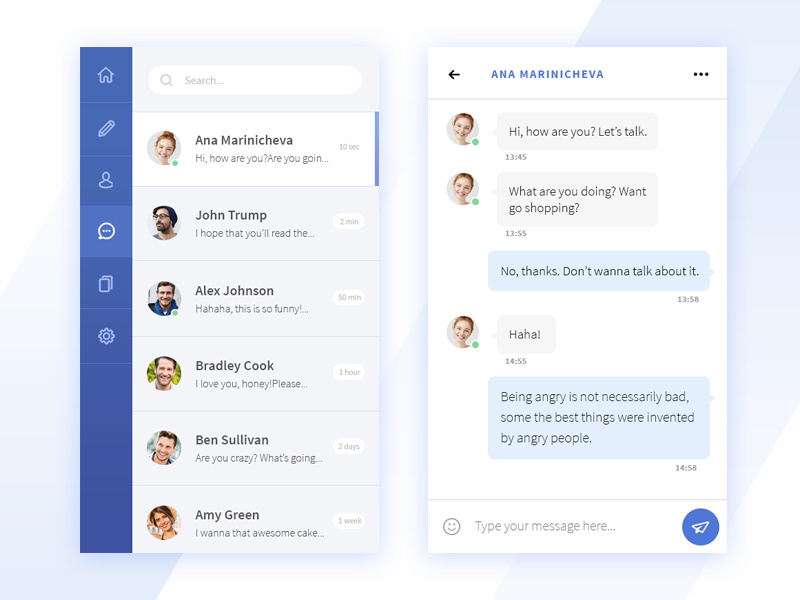 Search...
Ana Marinicheva
10 sec
Hi, how are you?Are you goin...
John Trump
2 min
I hope that you'll read the...
Alex Johnson
50 min
Hahaha, this is so funny!...
Bradley Cook
1 hour
I love you, honey!Please...
Ben Sullivan
2 days
Are you crazy? What's going...
Amy Green
1 week
I wanna that awesome cake...
ANA MARINICHEVA
Hi, how are you? Let's talk.
13:45
What are you doing? Want
go shopping?
13:55
No, thanks. Don't wanna talk about it.
13:58
Haha!
14:55
Being angry is not necessarily bad,
some the best things were invented
by angry people.
14:58
Type your message here...